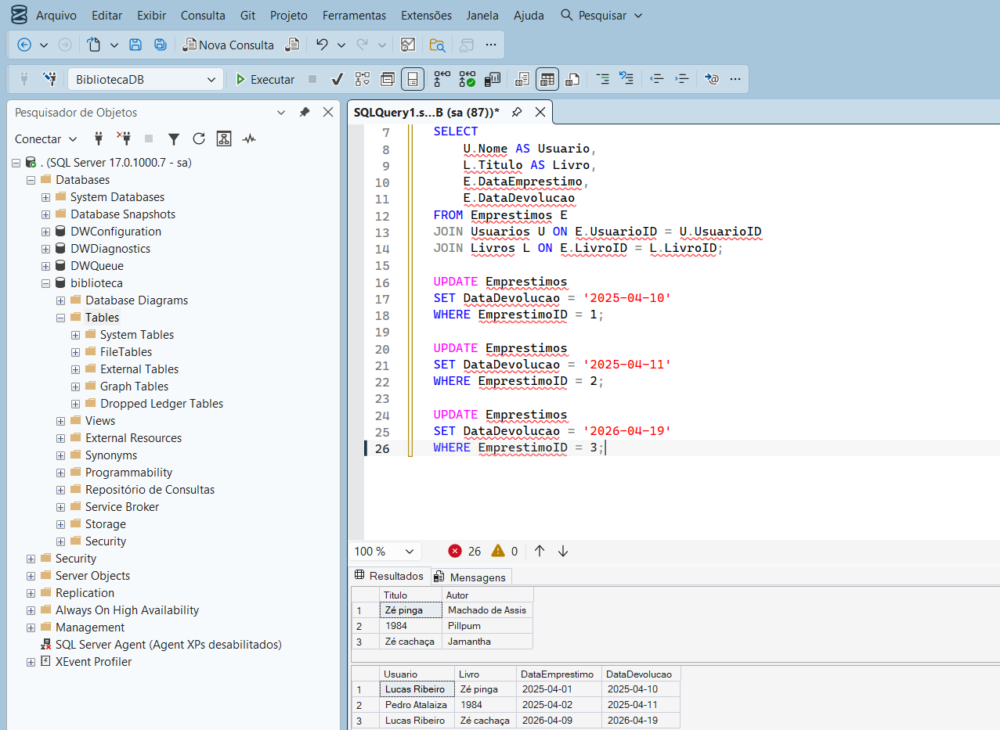 Arquivo Editar Exibir Consulta Git Projeto Ferramentas Extensões Janela Ajuda Pesquisar
Nova Consulta
BibliotecaDB Executar
Pesquisador de Objetos
Conectar
. (SQL Server 17.0.1000.7 - sa)
Databases
System Databases
Database Snapshots
DWConfiguration
DWDiagnostics
DWQueue
biblioteca
Database Diagrams
Tables
System Tables
FileTables
External Tables
Graph Tables
Dropped Ledger Tables
Views
External Resources
Synonyms
Programmability
Repositório de Consultas
Service Broker
Storage
Security
Security
Server Objects
Replication
Always On High Availability
Management
SQL Server Agent (Agent XPs desabilitados)
XEvent Profiler
SQLQuery1.s...B (sa (87))*
7 SELECT
8 U.Nome AS Usuario,
9 L.Titulo AS Livro,
10 E.DataEmprestimo,
11 E.DataDevolucao
12 FROM Emprestimos E
13 JOIN Usuarios U ON E.UsuarioID = U.UsuarioID
14 JOIN Livros L ON E.LivroID = L.LivroID;
15
16 UPDATE Emprestimos
17 SET DataDevolucao = '2025-04-10'
18 WHERE EmprestimoID = 1;
19
20 UPDATE Emprestimos
21 SET DataDevolucao = '2025-04-11'
22 WHERE EmprestimoID = 2;
23
24 UPDATE Emprestimos
25 SET DataDevolucao = '2026-04-19'
26 WHERE EmprestimoID = 3;
100 % 26 0
Resultados Mensagens
Titulo Autor
1 Zé pinga Machado de Assis
2 1984 Pillpum
3 Zé cachaça Jamantha
Usuario Livro DataEmprestimo DataDevolucao
1 Lucas Ribeiro Zé pinga 2025-04-01 2025-04-10
2 Pedro Atalaiza 1984 2025-04-02 2025-04-11
3 Lucas Ribeiro Zé cachaça 2026-04-09 2026-04-19